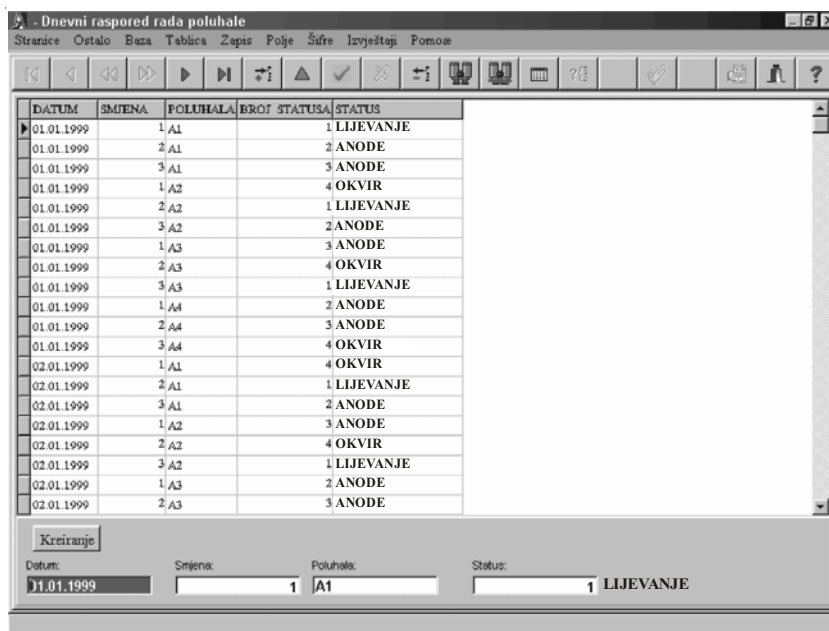 - Dnevni raspored rada poluhale
Stranice Ostalo Baza Tablica Zapis Polje Šifre Izvještaji Pomoæ
DATUM SMJENA POLUHALA BROJ STATUSA STATUS
01.01.1999 1 A1 1 LIJEVANJE
01.01.1999 2 A1 2 ANODE
01.01.1999 3 A1 3 ANODE
01.01.1999 1 A2 4 OKVIR
01.01.1999 2 A2 1 LIJEVANJE
01.01.1999 3 A2 2 ANODE
01.01.1999 1 A3 3 ANODE
01.01.1999 2 A3 4 OKVIR
01.01.1999 3 A3 1 LIJEVANJE
01.01.1999 1 A4 2 ANODE
01.01.1999 2 A4 3 ANODE
01.01.1999 3 A4 4 OKVIR
02.01.1999 1 A1 4 OKVIR
02.01.1999 2 A1 1 LIJEVANJE
02.01.1999 3 A1 2 ANODE
02.01.1999 1 A2 3 ANODE
02.01.1999 2 A2 4 OKVIR
02.01.1999 3 A2 1 LIJEVANJE
02.01.1999 1 A3 2 ANODE
02.01.1999 2 A3 3 ANODE
Kreiranje
Datum: Smjena: Poluhala: Status:
01.01.1999 1 A1 1 LIJEVANJE